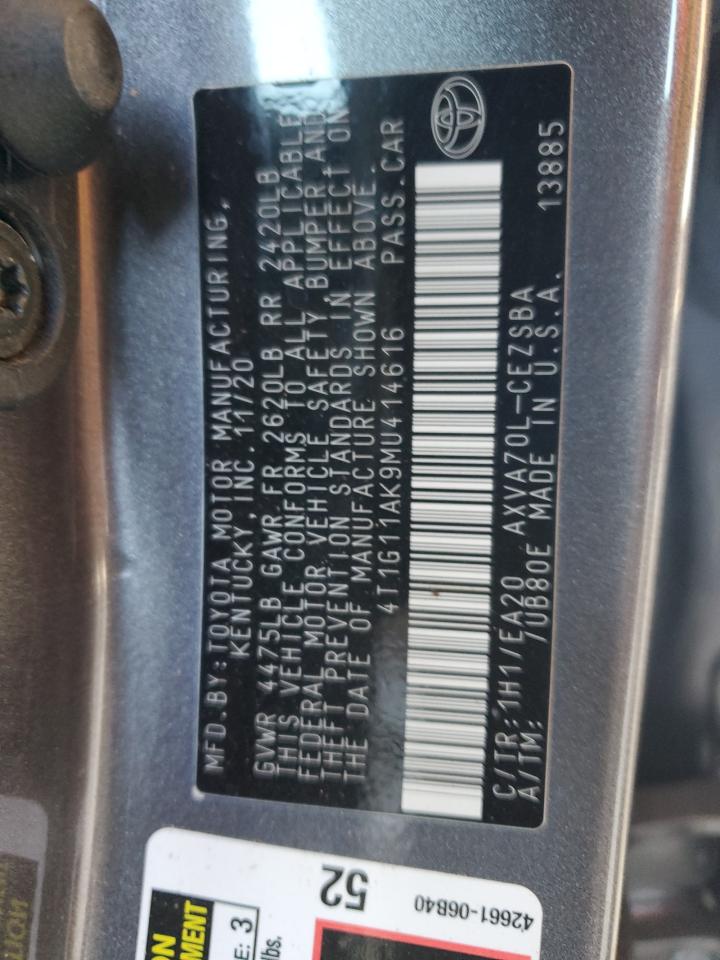 MFD.BY:TOYOTA MOTOR MANUFACTURING,
KENTUCKY INC.11/20
GVWR 4475LB GAWR FR 2620LB RR 2420LB
THIS VEHICLE CONFORMS TO ALL APPLICABLE
FEDERAL MOTOR VEHICLE SAFETY, BUMPER AND
THEFT PREVENTION STANDARDS IN EFFECT ON
THE DATE OF MANUFACTURE SHOWN ABOVE.
4T1G11AK9MU414616 PASS.CAR
C/TR:1H1/EA20 AXVA70L-CEZSBA
A/TM: /UB80E MADE IN U.S.A. 13885
52
42661-06B40
3
lbs.